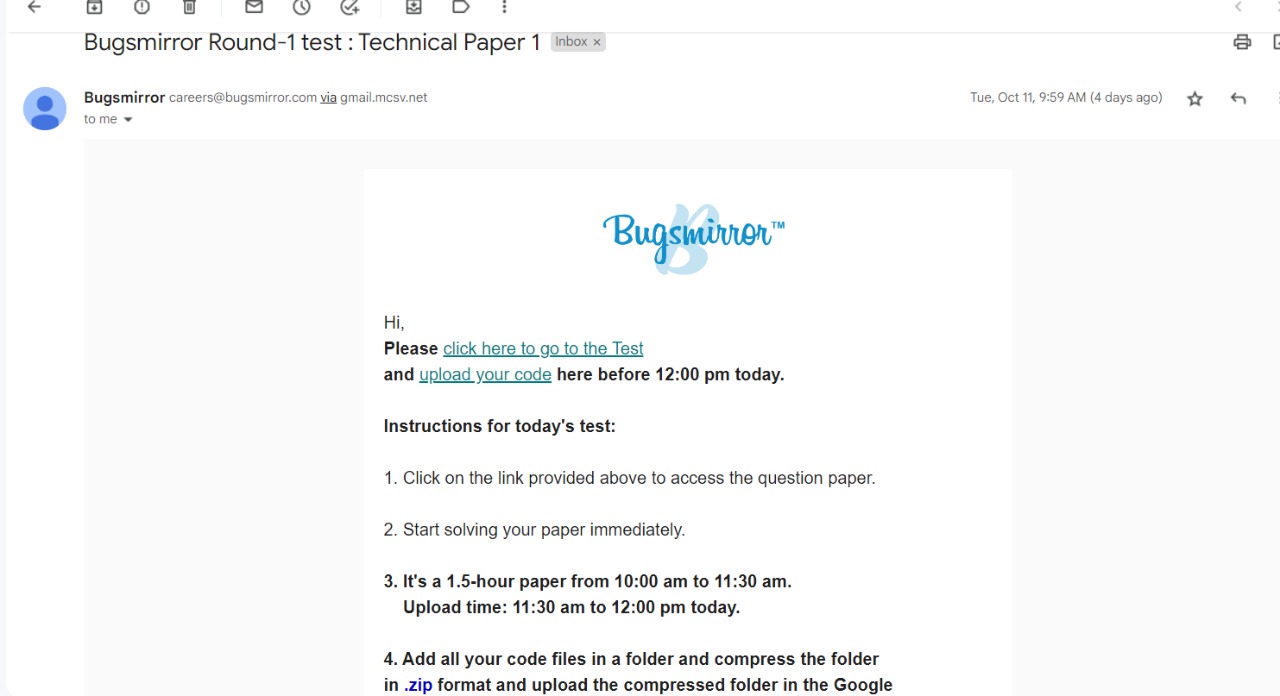 Bugsmirror Round-1 test : Technical Paper 1 Inbox ×
Bugsmirror careers@bugsmirror.com via gmail.mcsv.net Tue, Oct 11, 9:59 AM (4 days ago)
to me
Bugsmirror™
Hi,
Please click here to go to the Test
and upload your code here before 12:00 pm today.
Instructions for today's test:
1. Click on the link provided above to access the question paper.
2. Start solving your paper immediately.
3. It's a 1.5-hour paper from 10:00 am to 11:30 am.
Upload time: 11:30 am to 12:00 pm today.
4. Add all your code files in a folder and compress the folder
in .zip format and upload the compressed folder in the Google